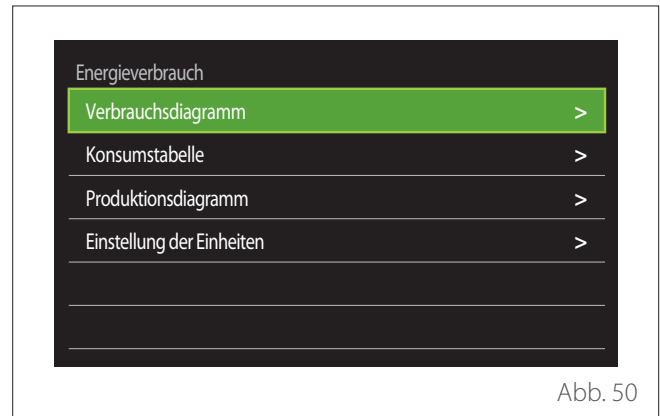 Energieverbrauch
Verbrauchsdiagramm >
Konsumstabelle >
Produktionsdiagramm >
Einstellung der Einheiten >
Abb. 50